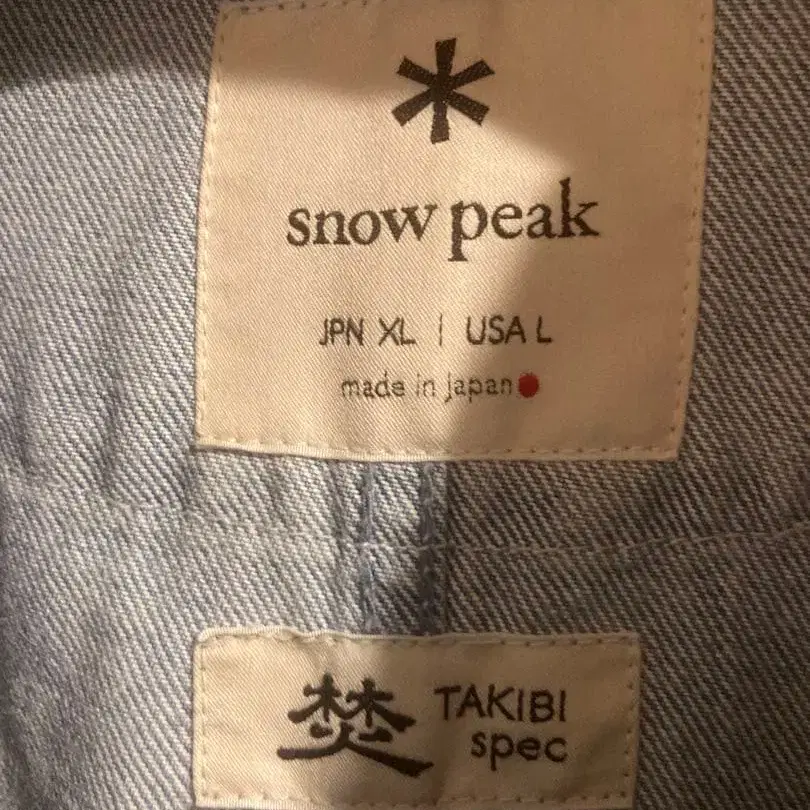 snow peak
JPN XL | USA L
made in japan
焚 TAKIBI
spec